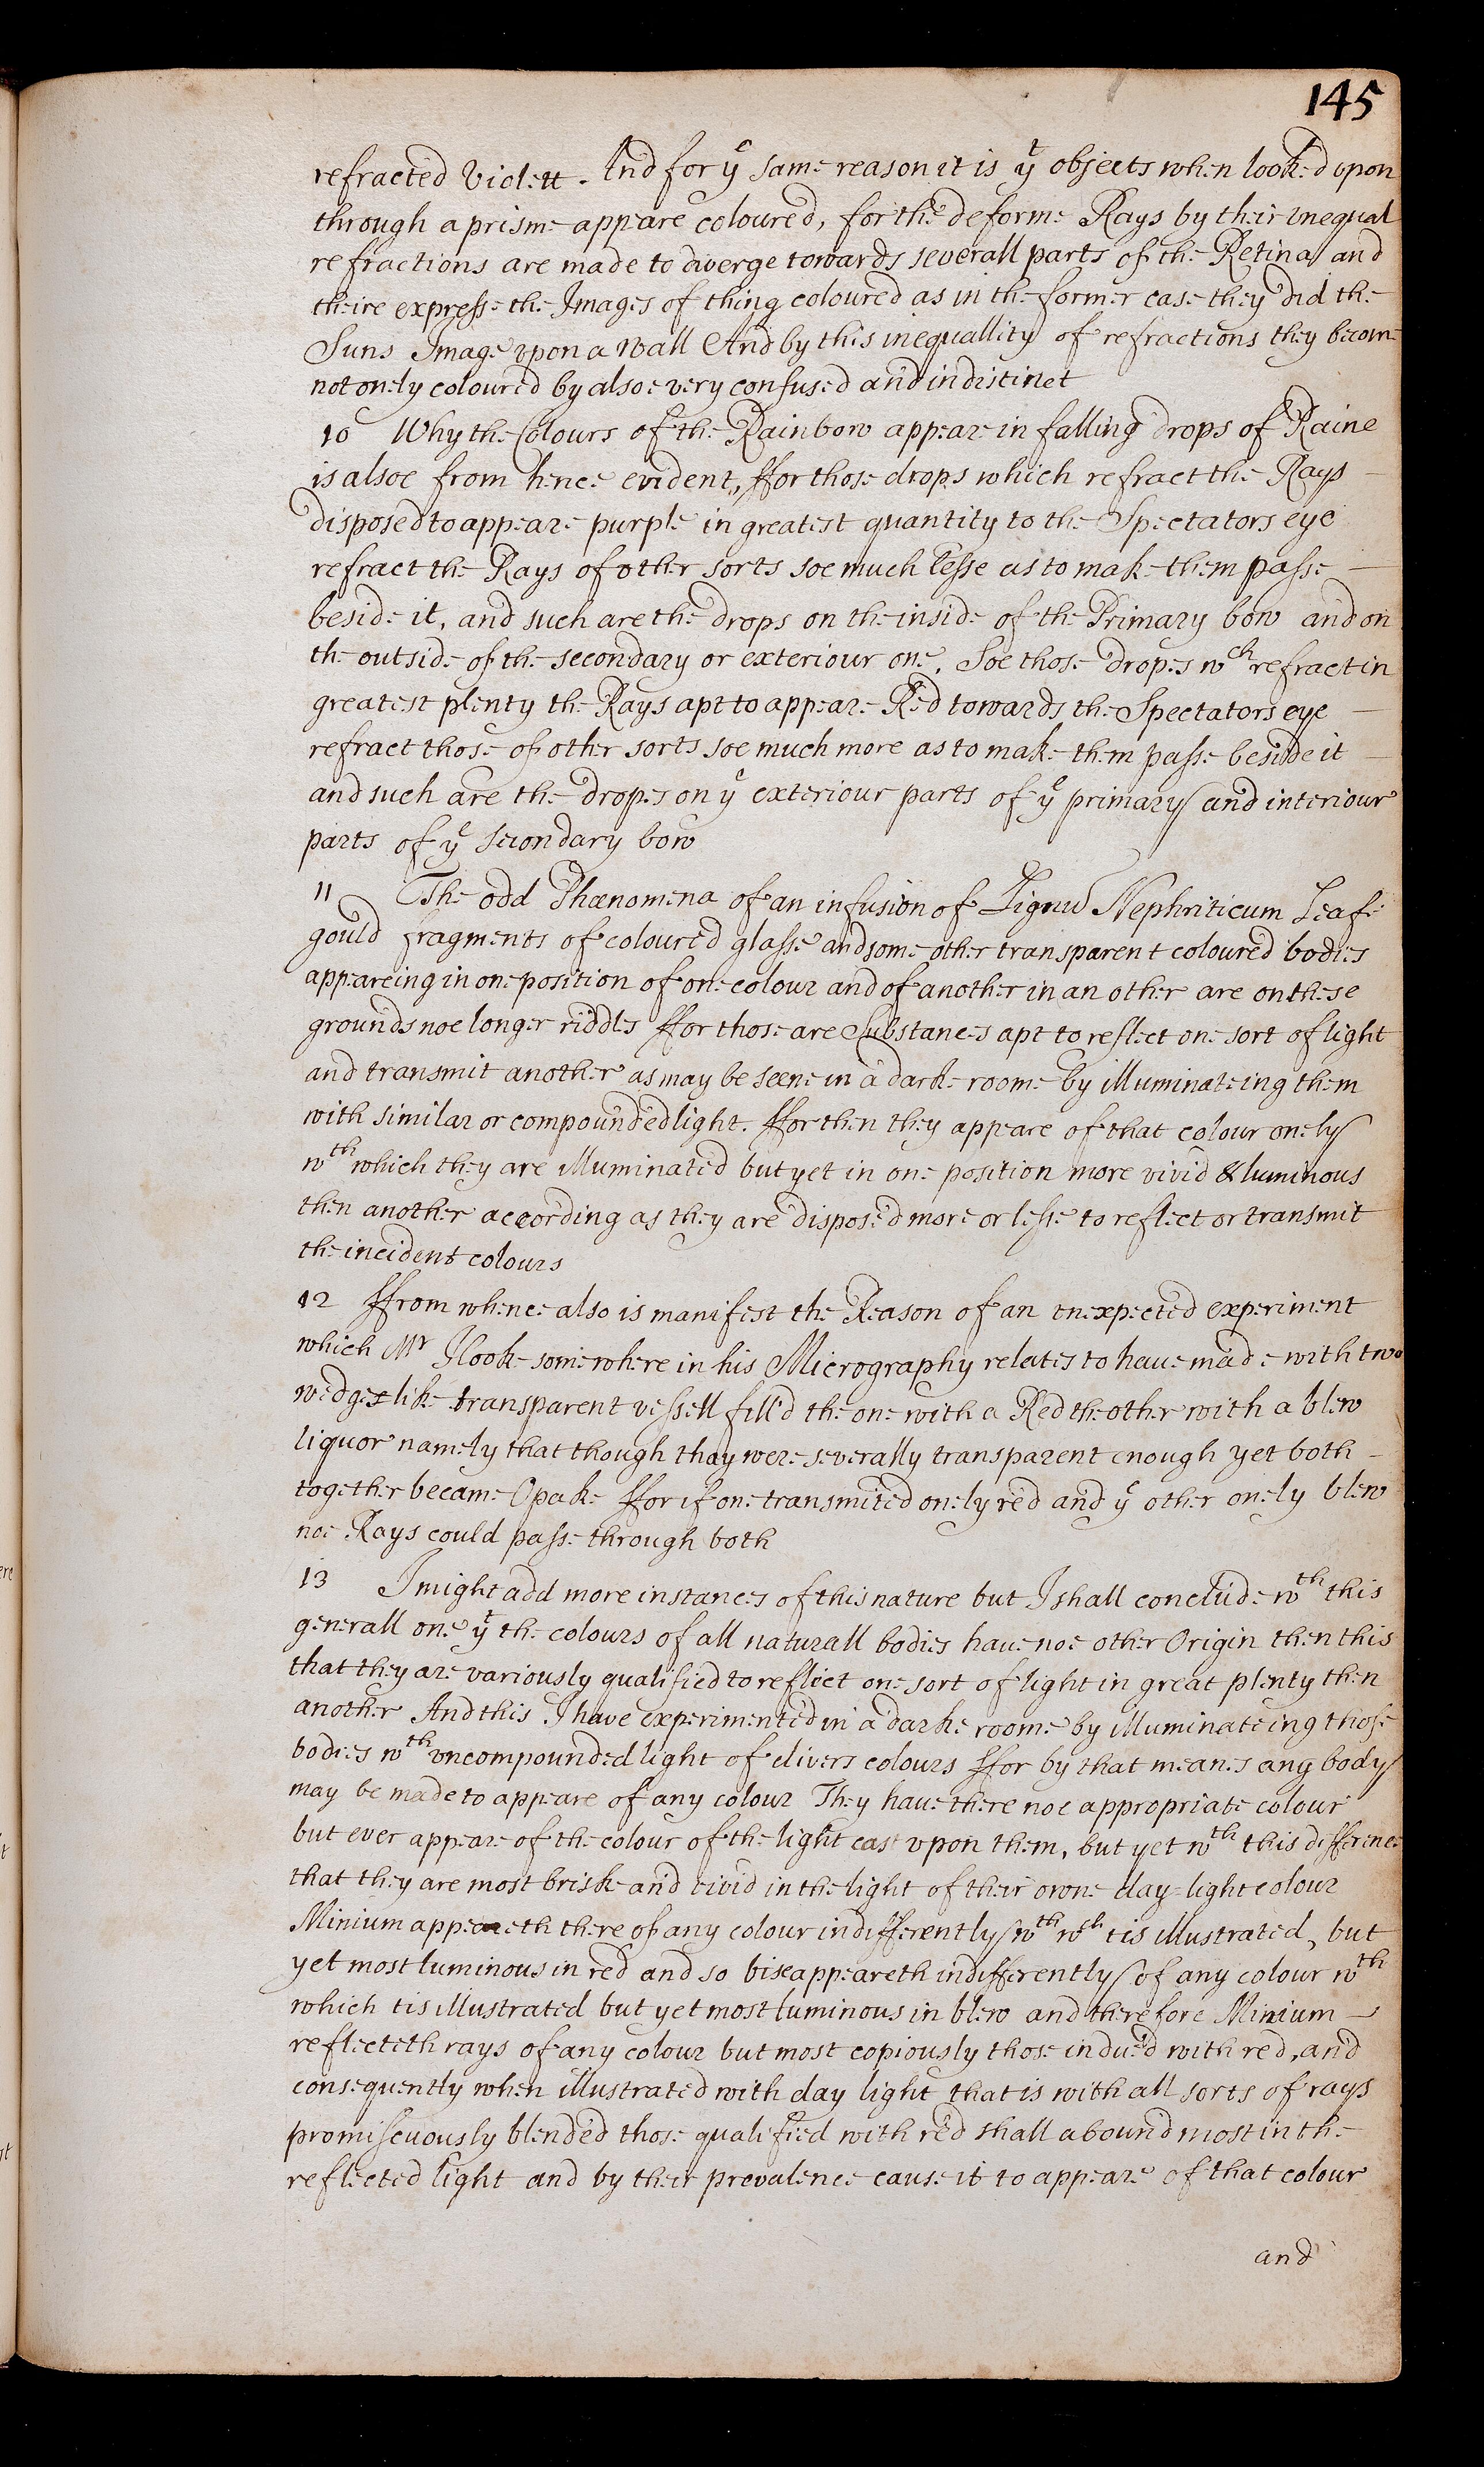 145
refracted Violett. And for yͤ same reason it is yͭ objects when looked vpon
through a prisme appeare coloured, for the deforme Rays by their vnequal
refractions are made to diverge towards severall parts of the Retina and
theire expresse the Images of thing coloured as in the former case they did the
Suns Image vpon a Wall And by this inequallity of refractions they become
not onely coloured by alsoe very confused and indistinct
10 Why the Colours of the Rainbow appeare in falling drops of Raine
is alsoe from hence evident, ffor those drops which refract the Rays
disposed to appeare purple in greatest quantity to the Spectators eye
refract the Rays of other sorts soe much lesse as to make them passe
beside it, and such are the drops on the inside of the Primary bow and on
the outside of the secondary or exteriour one, Soe those dropes wᶜʰ refract in
greatest plenty the Rays apt to appeare Red towards the Spectators eye
refract those of other sorts soe much more as to make them passe beside it
and such are the dropes on yͤ exteriour parts of yͤ primary and interiour
parts of yͤ secondary bow
11 The odd Phænomena of an infusion of Lignū Nephriticum Leafe
gould fragments of coloured glasse and some other transparent coloured bodies
appeareing in one position of one colour and of another in an other are on these
grounds noe longer riddles ffor those are Substances apt to reflect one sort of light
and transmit another as may be seene in a darke roome by illuminateing them
with similar or compounded light. ffor then they appeare of that colour onely
wᵗʰ which they are illuminated but yet in one position more vivid & luminous
then another according as they are disposed more or lesse to reflect or transmit
the incident colours
12 ffrom whence also is manifest the Reason of an vnexpected experiment
which Mʳ Hooke somewhere in his Micrography relates to have made with two
wedges like transparent vessell fill'd the one with a Red the other with a blew
liquor namely that though thay were severally transparent enough yet both
together became Opake ffor if one transmited onely red and yͤ other onely blew
noe Rays could passe through both
13 I might add more instances of this nature but I shall conclude wᵗʰ this
generall one yͭ the colours of all naturall bodies have noe other Origin then this
that they are variously qualified to reflect one sort of light in great plenty then
another And this I have experimented in a darke roome by illuminateing those
bodies wᵗʰ vncompounded light of divers colours ffor by that meanes any body
may be made to appeare of any colour They have there noe appropriate colour
but ever appeare of the colour of the light cast vpon them, but yet wᵗʰ this difference
that they are most briske and vivid in the light of their owne day-light colour
Minium appeareth there of any colour indifferently wᵗʰ wᶜʰ tis illustrated, but
yet most luminous in red and so bise appeareth indifferently of any colour wᵗʰ
which tis illustrated but yet most luminous in blew and therefore Minium
reflecteth rays of any colour but most copiously those indued with red, and
consequently when illustrated with day light that is with all sorts of rays
promiscuously blended those qualified with red shall abound most in the
reflected light and by their prevalence cause it to appeare of that colour
and